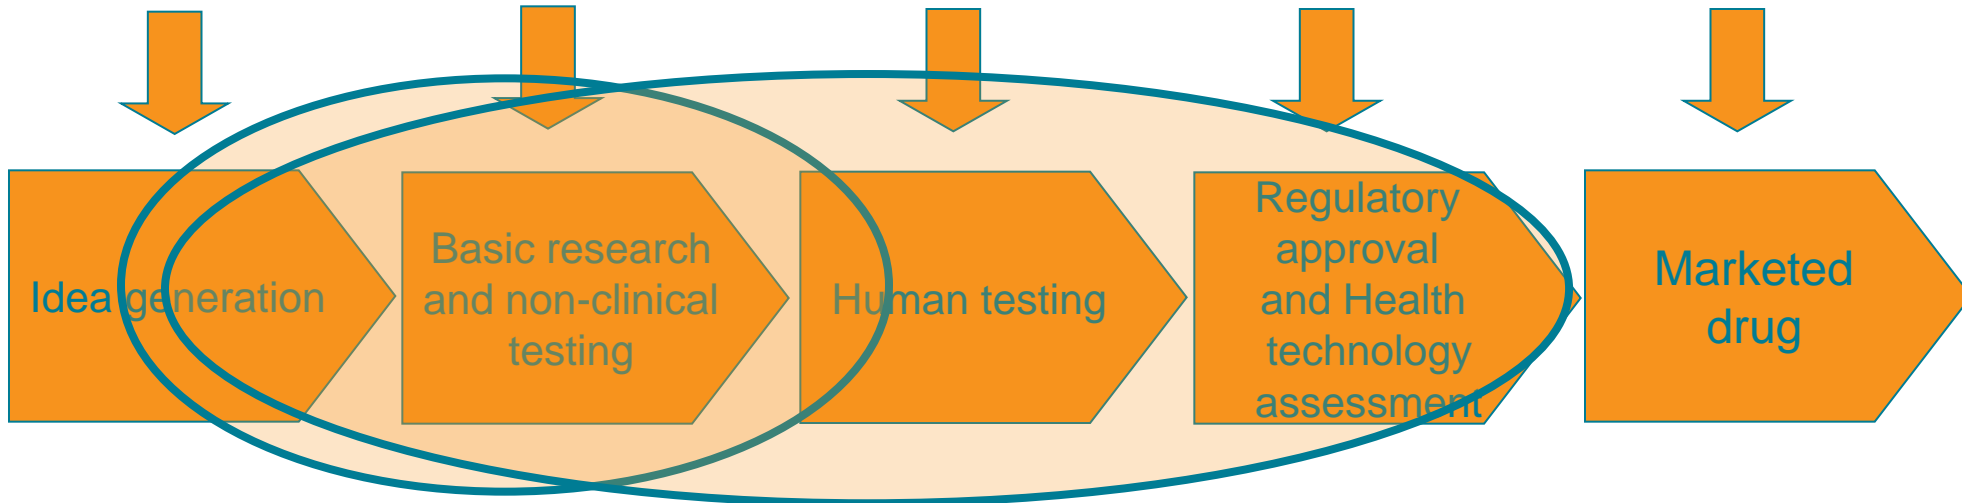 Idea generation
Basic research
and non-clinical
testing
Human testing
Regulatory
approval
and Health
technology
assessment
Marketed
drug